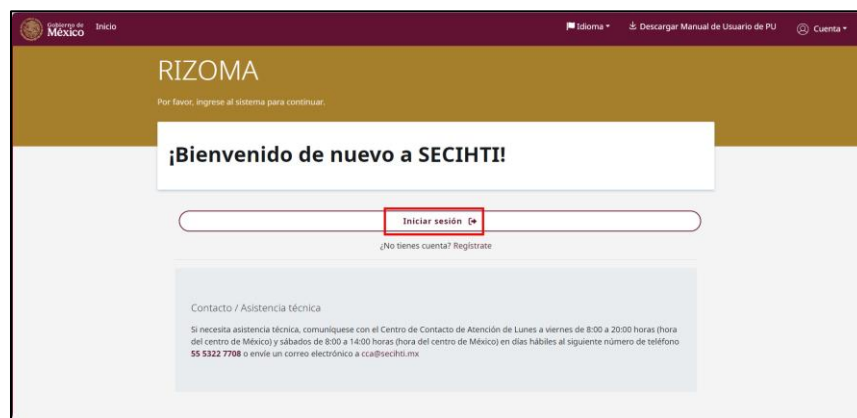 Gobierno de
México
Inicio
Idioma
Descargar Manual de Usuario de PU
Cuenta
RIZOMA
Por favor, ingrese al sistema para continuar.
¡Bienvenido de nuevo a SECIHTI!
Iniciar sesión
¿No tienes cuenta? Regístrate
Contacto / Asistencia técnica
Si necesita asistencia técnica, comuníquese con el Centro de Contacto de Atención de Lunes a viernes de 8:00 a 20:00 horas (hora
del centro de México) y sábados de 8:00 a 14:00 horas (hora del centro de México) en días hábiles al siguiente número de teléfono
55 5322 7708 o envíe un correo electrónico a cca@secihti.mx